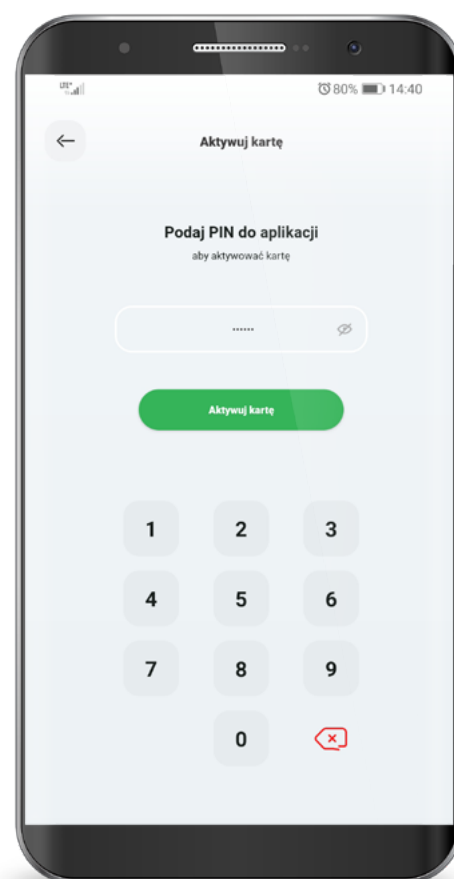 LTE+
80% 14:40
Aktywuj kartę
Podaj PIN do aplikacji
aby aktywować kartę
••••••
Aktywuj kartę
1 2 3
4 5 6
7 8 9
0